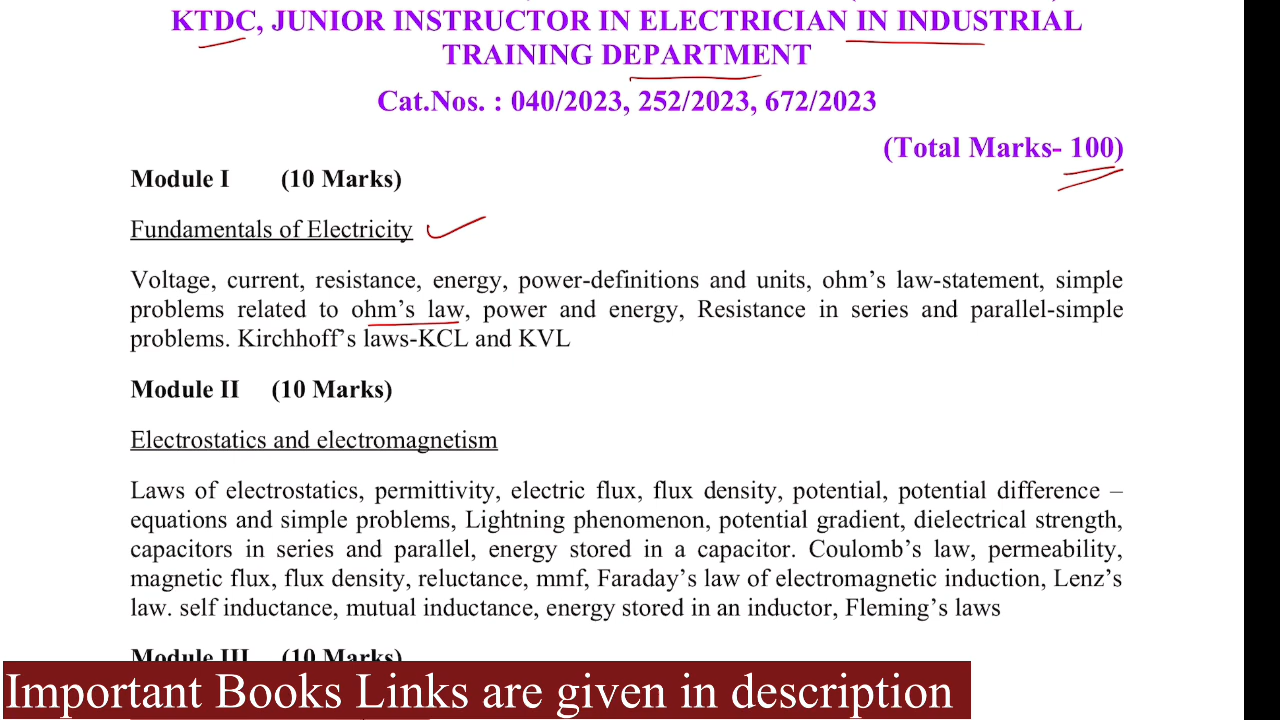 KTDC, JUNIOR INSTRUCTOR IN ELECTRICIAN IN INDUSTRIAL
TRAINING DEPARTMENT
Cat.Nos. : 040/2023, 252/2023, 672/2023
(Total Marks- 100)
Module I (10 Marks)
Fundamentals of Electricity
Voltage, current, resistance, energy, power-definitions and units, ohm’s law-statement, simple
problems related to ohm’s law, power and energy, Resistance in series and parallel-simple
problems. Kirchhoff’s laws-KCL and KVL
Module II (10 Marks)
Electrostatics and electromagnetism
Laws of electrostatics, permittivity, electric flux, flux density, potential, potential difference –
equations and simple problems, Lightning phenomenon, potential gradient, dielectrical strength,
capacitors in series and parallel, energy stored in a capacitor. Coulomb’s law, permeability,
magnetic flux, flux density, reluctance, mmf, Faraday’s law of electromagnetic induction, Lenz’s
law. self inductance, mutual inductance, energy stored in an inductor, Fleming’s laws
Module III (10 Marks)
Important Books Links are given in description